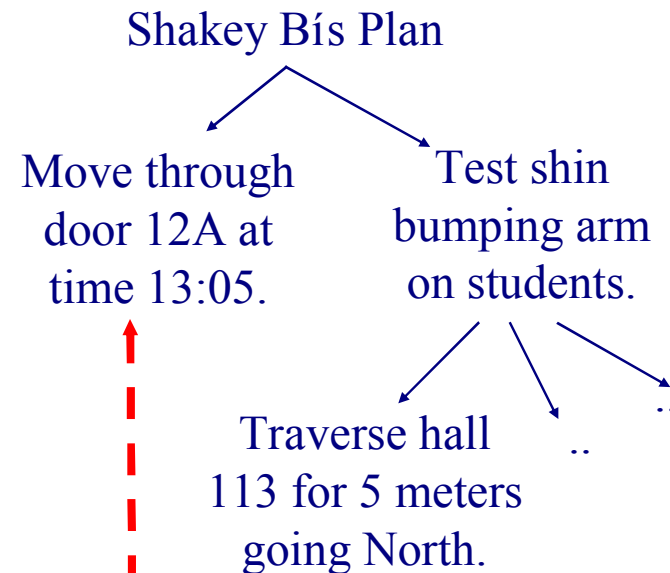 Shakey Bís Plan
Move through
door 12A at
time 13:05.
Test shin
bumping arm
on students.
Traverse hall
113 for 5 meters
going North.
..
..